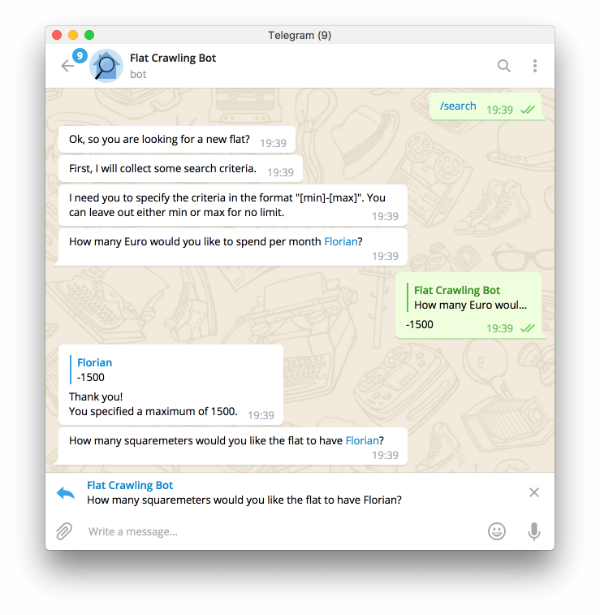 Telegram (9)
9
Flat Crawling Bot
bot
/search 19:39
Ok, so you are looking for a new flat? 19:39
First, I will collect some search criteria. 19:39
I need you to specify the criteria in the format "[min]-[max]". You
can leave out either min or max for no limit. 19:39
How many Euro would you like to spend per month Florian?
19:39
Flat Crawling Bot
How many Euro woul...
-1500 19:39
Florian
-1500
Thank you!
You specified a maximum of 1500. 19:39
How many squaremeters would you like the flat to have Florian?
19:39
Flat Crawling Bot
How many squaremeters would you like the flat to have Florian?
Write a message...